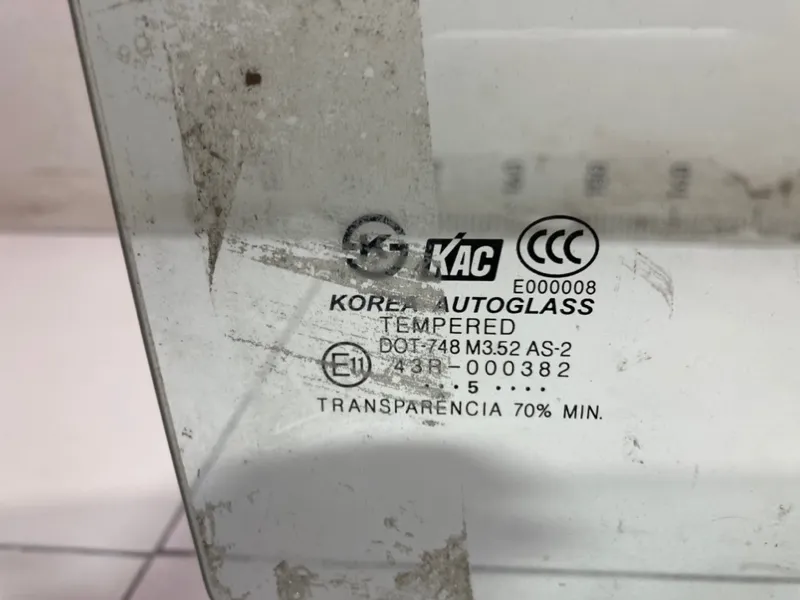 K
KAC
CCC
E000008
KOREA AUTOGLASS
TEMPERED
DOT-748 M3.52 AS-2
E11 43R-000382
...5....
TRANSPARENCIA 70% MIN.